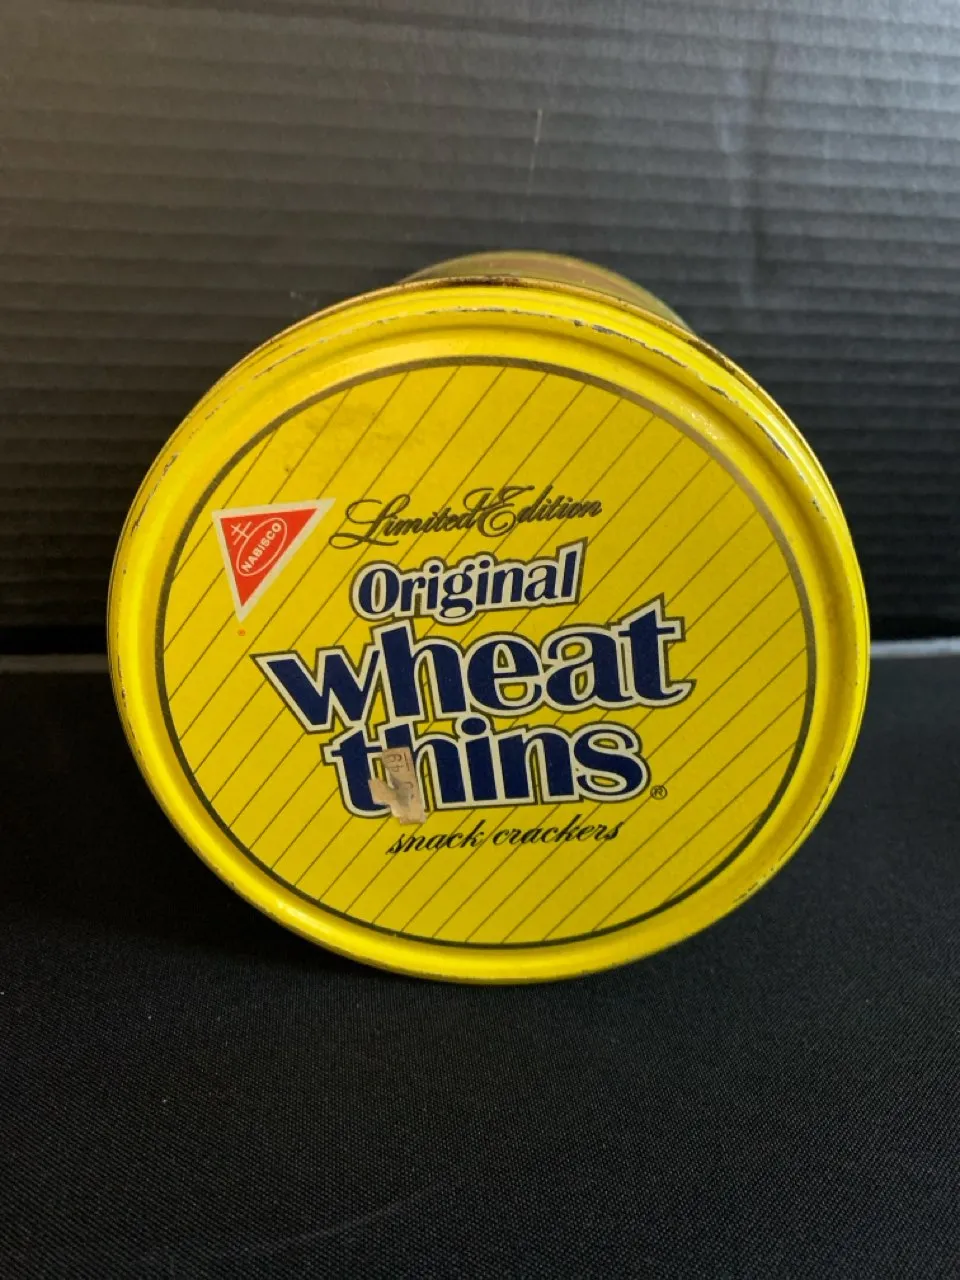 Limited Edition
NABISCO
®
Original
wheat
thins®
snack crackers